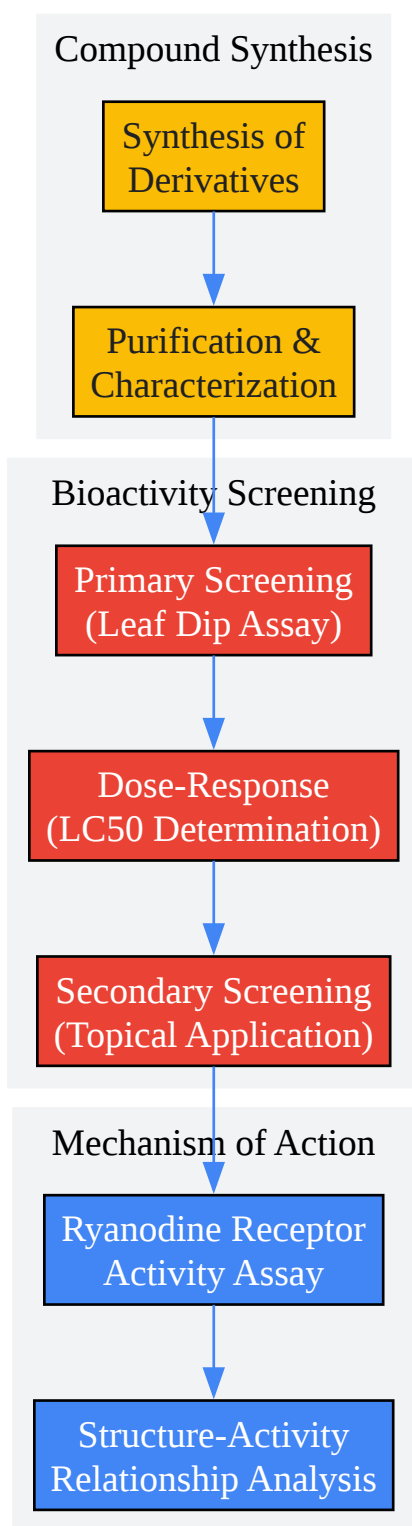 Compound Synthesis
Synthesis of
Derivatives
Purification &
Characterization
Bioactivity Screening
Primary Screening
(Leaf Dip Assay)
Dose-Response
(LC50 Determination)
Secondary Screening
(Topical Application)
Mechanism of Action
Ryanodine Receptor
Activity Assay
Structure-Activity
Relationship Analysis